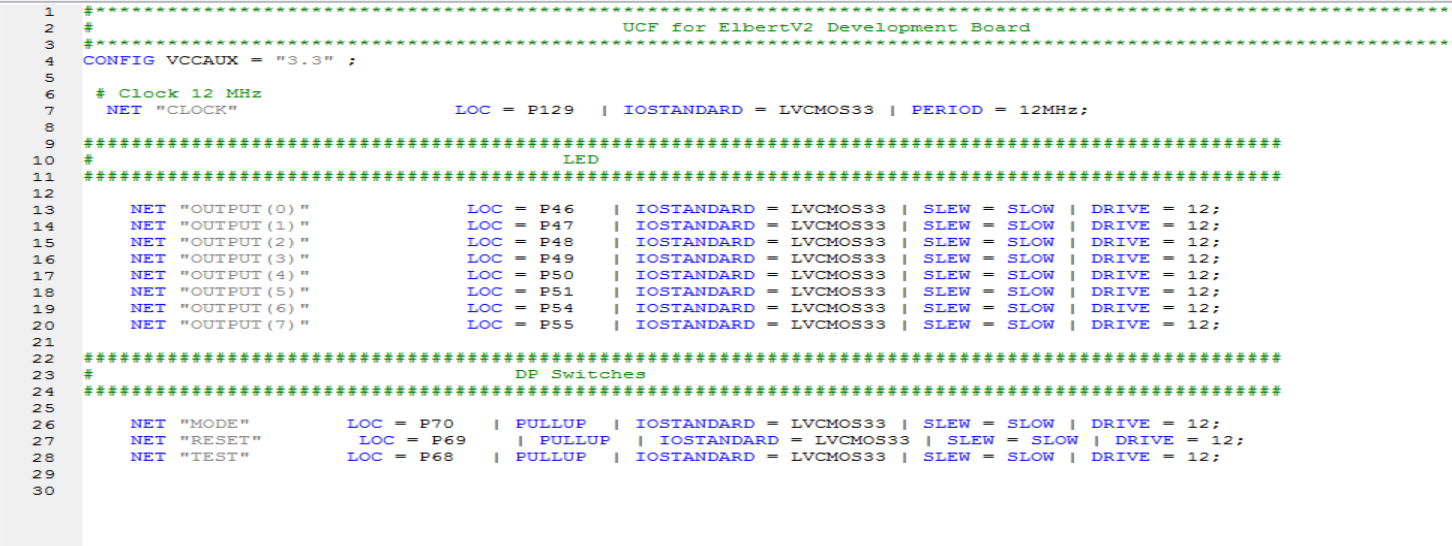 1 #*******************************************************************************************************************
2 # UCF for ElbertV2 Development Board
3 #*******************************************************************************************************************
4 CONFIG VCCAUX = "3.3" ;
5
6 # Clock 12 MHz
7 NET "CLOCK" LOC = P129 | IOSTANDARD = LVCMOS33 | PERIOD = 12MHz;
8
9 ####################################################################################################
10 # LED
11 ####################################################################################################
12
13 NET "OUTPUT(0)" LOC = P46 | IOSTANDARD = LVCMOS33 | SLEW = SLOW | DRIVE = 12;
14 NET "OUTPUT(1)" LOC = P47 | IOSTANDARD = LVCMOS33 | SLEW = SLOW | DRIVE = 12;
15 NET "OUTPUT(2)" LOC = P48 | IOSTANDARD = LVCMOS33 | SLEW = SLOW | DRIVE = 12;
16 NET "OUTPUT(3)" LOC = P49 | IOSTANDARD = LVCMOS33 | SLEW = SLOW | DRIVE = 12;
17 NET "OUTPUT(4)" LOC = P50 | IOSTANDARD = LVCMOS33 | SLEW = SLOW | DRIVE = 12;
18 NET "OUTPUT(5)" LOC = P51 | IOSTANDARD = LVCMOS33 | SLEW = SLOW | DRIVE = 12;
19 NET "OUTPUT(6)" LOC = P54 | IOSTANDARD = LVCMOS33 | SLEW = SLOW | DRIVE = 12;
20 NET "OUTPUT(7)" LOC = P55 | IOSTANDARD = LVCMOS33 | SLEW = SLOW | DRIVE = 12;
21
22 ####################################################################################################
23 # DP Switches
24 ####################################################################################################
25
26 NET "MODE" LOC = P70 | PULLUP | IOSTANDARD = LVCMOS33 | SLEW = SLOW | DRIVE = 12;
27 NET "RESET" LOC = P69 | PULLUP | IOSTANDARD = LVCMOS33 | SLEW = SLOW | DRIVE = 12;
28 NET "TEST" LOC = P68 | PULLUP | IOSTANDARD = LVCMOS33 | SLEW = SLOW | DRIVE = 12;
29
30